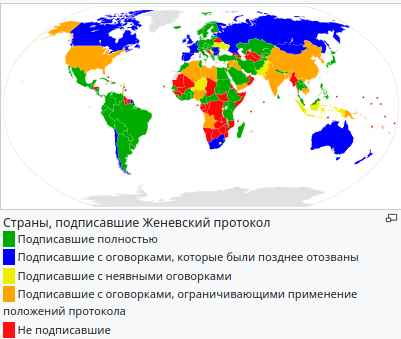 Страны, подписавшие Женевский протокол
Подписавшие полностью
Подписавшие с оговорками, которые были позднее отозваны
Подписавшие с неявными оговорками
Подписавшие с оговорками, ограничивающими применение
положений протокола
Не подписавшие